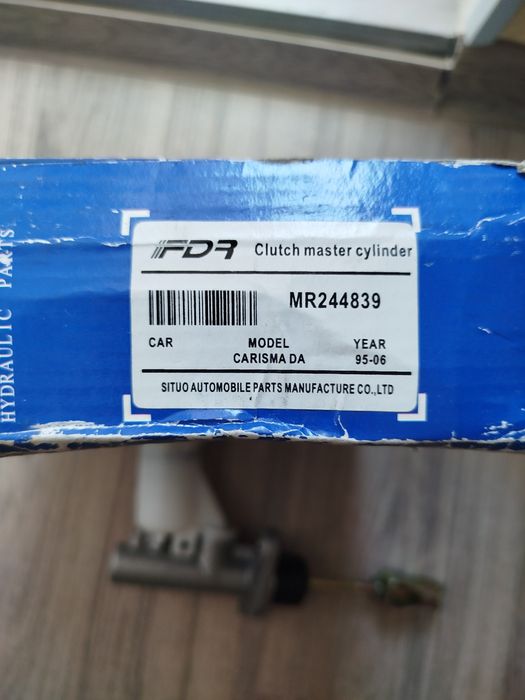 HYDRAULIC PARTS
FDR Clutch master cylinder
MR244839
CAR MODEL YEAR
CARISMA DA 95-06
SITUO AUTOMOBILE PARTS MANUFACTURE CO.,LTD